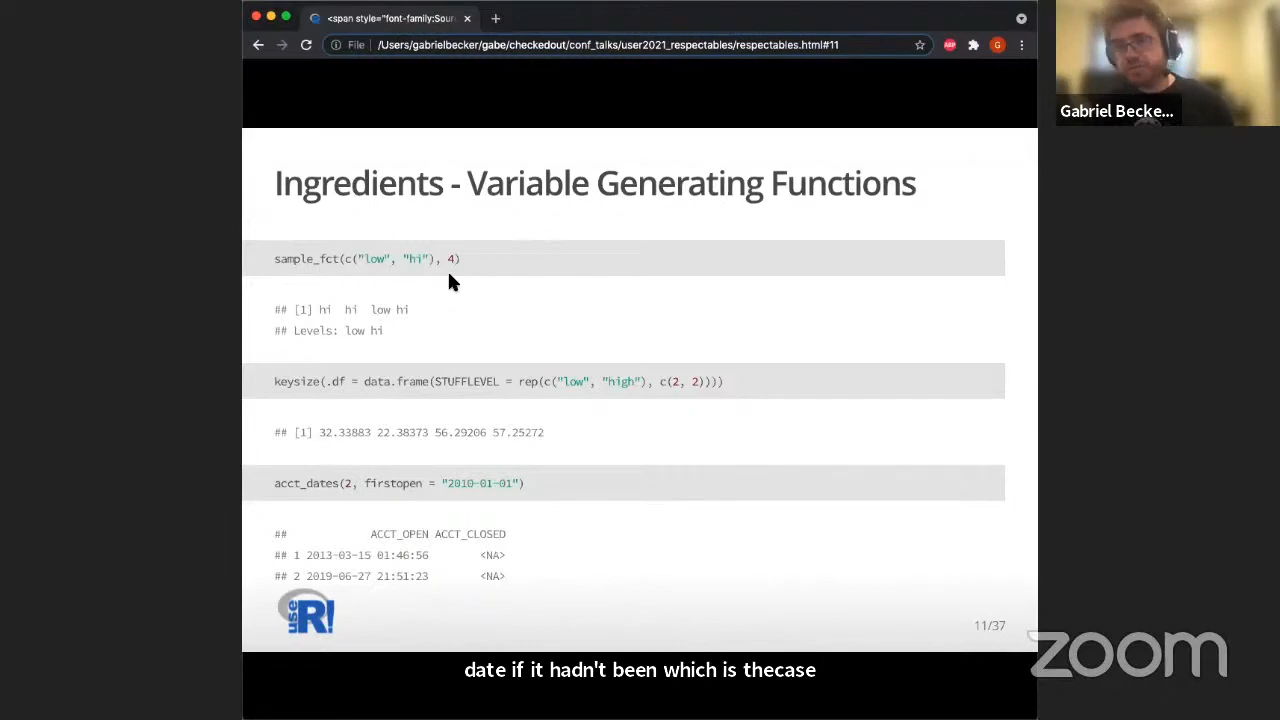 <span style="font-family:Sour
File /Users/gabrielbecker/gabe/checkedout/conf_talks/user2021_respectables/respectables.html#11
ABP
G
Gabriel Becke...
Ingredients - Variable Generating Functions
sample_fct(c("low", "hi"), 4)
## [1] hi  hi  low hi
## Levels: low hi
keysize(.df = data.frame(STUFFLEVEL = rep(c("low", "high"), c(2, 2))))
## [1] 32.33883 22.38373 56.29206 57.25272
acct_dates(2, firstopen = "2010-01-01")
##             ACCT_OPEN ACCT_CLOSED
## 1 2013-03-15 01:46:56        <NA>
## 2 2019-06-27 21:51:23        <NA>
use R!
11/37
zoom
date if it hadn't been which is thecase